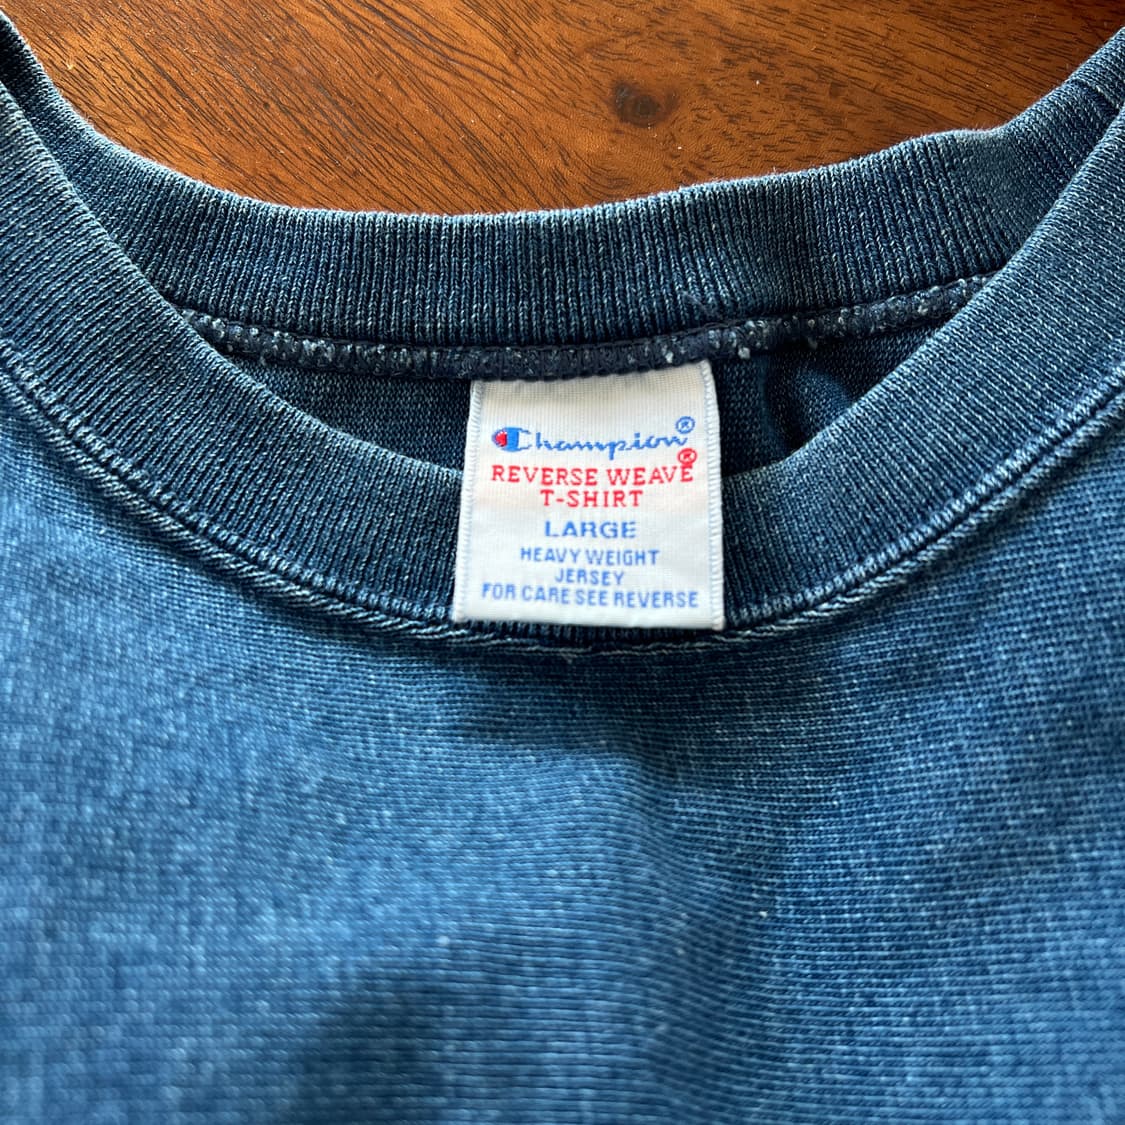 Champion®
REVERSE WEAVE®
T-SHIRT
LARGE
HEAVY WEIGHT
JERSEY
FOR CARE SEE REVERSE